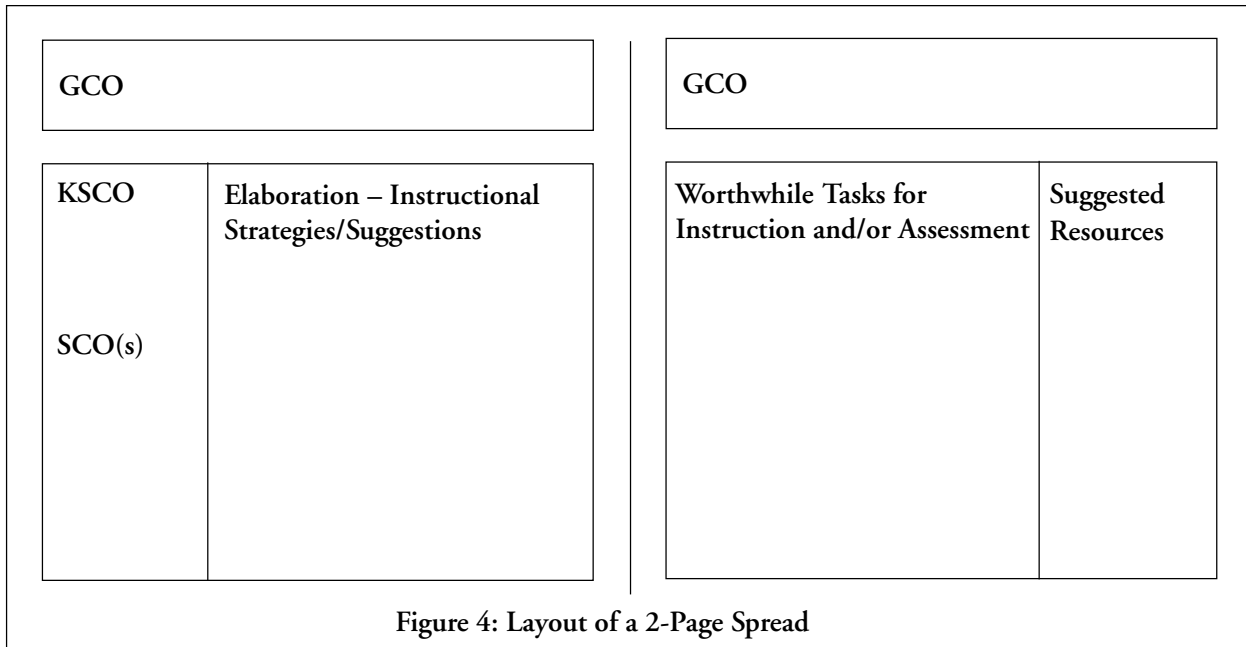 GCO
KSCO
SCO(s)
Elaboration – Instructional
Strategies/Suggestions
GCO
Worthwhile Tasks for
Instruction and/or Assessment
Suggested
Resources
Figure 4: Layout of a 2-Page Spread